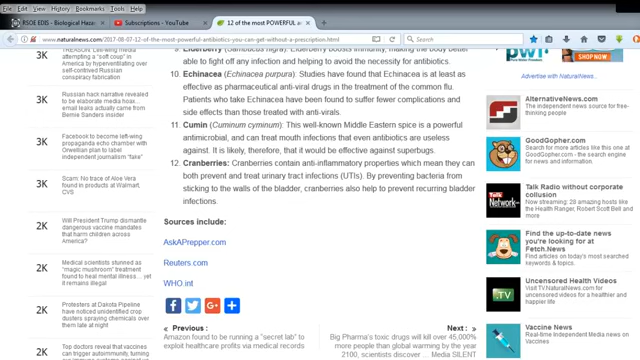 File Edit View History Bookmarks Tools Help
RSOE EDIS - Biological Hazar
Subscriptions - YouTube
12 of the most POWERFUL anti
www.naturalnews.com/2017-08-07-12-of-the-most-powerful-antibiotics-you-can-get-without-a-presciption.html
3K
TREASON: Left-wing media
attempting a "soft coup" in
America by hyperventilating over
self-contrived Russian
conspiracy fabrication
3K
Russian hack narrative revealed
to be elaborate media hoax...
email leaks actually came from
Bernie Sanders insider
3K
Facebook to become left-wing
propaganda echo chamber with
Orwellian plan to label
independent journalism "fake"
3K
Scam: No trace of Aloe Vera
found in products at Walmart,
CVS
2K
Will President Trump dismantle
dangerous vaccine mandates
that harm children across
America?
2K
Medical scientists stunned as
"magic mushroom" treatment
found to heal mental illness... yet
it remains illegal
2K
Protesters at Dakota Pipeline
have noticed unidentified crop
dusters spraying chemicals over
them late at night
2K
Top doctors reveal that vaccines
can trigger autoimmunity, turning
9. Elderberry (Sambucus nigra): Elderberry boosts immunity, making the body better
able to fight off any infection and helping to avoid the necessity for antibiotics.
10. Echinacea (Echinacea purpura): Studies have found that Echinacea is at least as
effective as pharmaceutical anti-viral drugs in the treatment of the common flu.
Patients who take Echinacea have been found to suffer fewer complications and
side effects than those treated with anti-virals.
11. Cumin (Cuminum cyminum): This well-known Middle Eastern spice is a powerful
antimicrobial, and can treat mouth infections that even antibiotics are useless
against. It is likely, therefore, that it would be effective against superbugs.
12. Cranberries: Cranberries contain anti-inflammatory properties which mean they can
both prevent and treat urinary tract infections (UTIs). By preventing bacteria from
sticking to the walls of the bladder, cranberries also help to prevent recurring bladder
infections.
Sources include:
AskAPrepper.com
Reuters.com
WHO.int
Previous :
Amazon found to be running a "secret lab" to
exploit healthcare profits via medical records
Next :
Big Pharma's toxic drugs will kill over 45,000%
more people than global warming by the year
2100, scientists discover ... Media SILENT
SHOP NOW
Advertise with NaturalNews...
AlternativeNews.com
Your independent news
source for free-
thinking individuals.
GoodGopher.com
Search for more articles like this one at
GoodGopher.com, the search engine
for news and information.
Talk Radio without corporate
collusion
Now streaming: 28 amazing hosts like
the Health Ranger, Robert Scott Bell and
more!
Talk
Network
.com
Find the up-to-date news
you're looking for at
Fetch.News
Find articles on today's most searched
keywords & topics.
Uncensored Health Videos
Visit TV.NaturalNews.com for
uncensored videos for a healthier and
happier life
TV
Vaccine News
Real-time independent Media news on